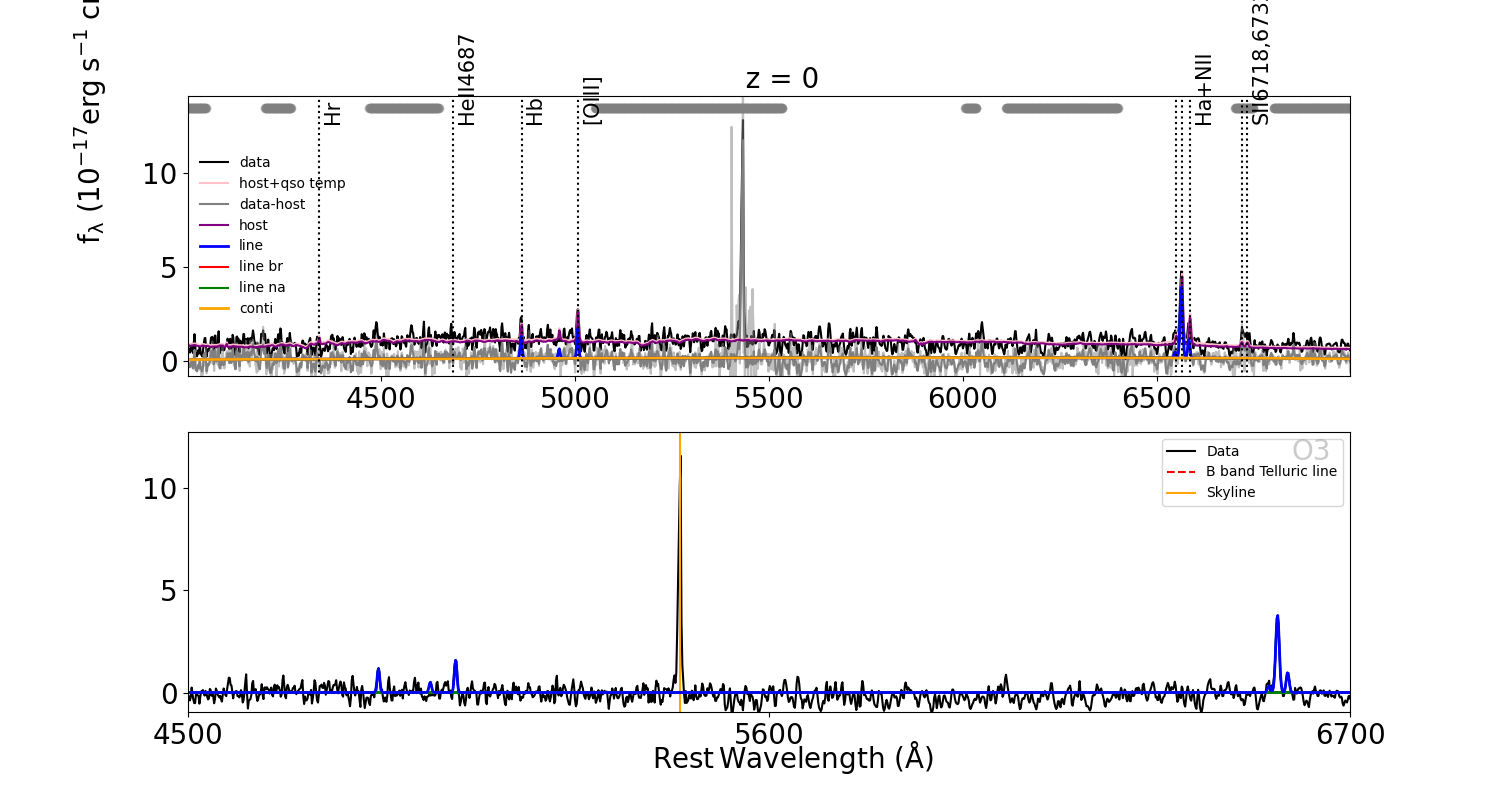 z = 0
f_λ (10^−17 erg s^−1
Hr
HeII4687
Hb
[OIII]
Ha+NII
SII6718,673
data
host+qso temp
data-host
host
line
line br
line na
conti
10
5
0
4500 5000 5500 6000 6500
O3
Data
B band Telluric line
Skyline
10
5
0
4500 5600 6700
Rest Wavelength (Å)